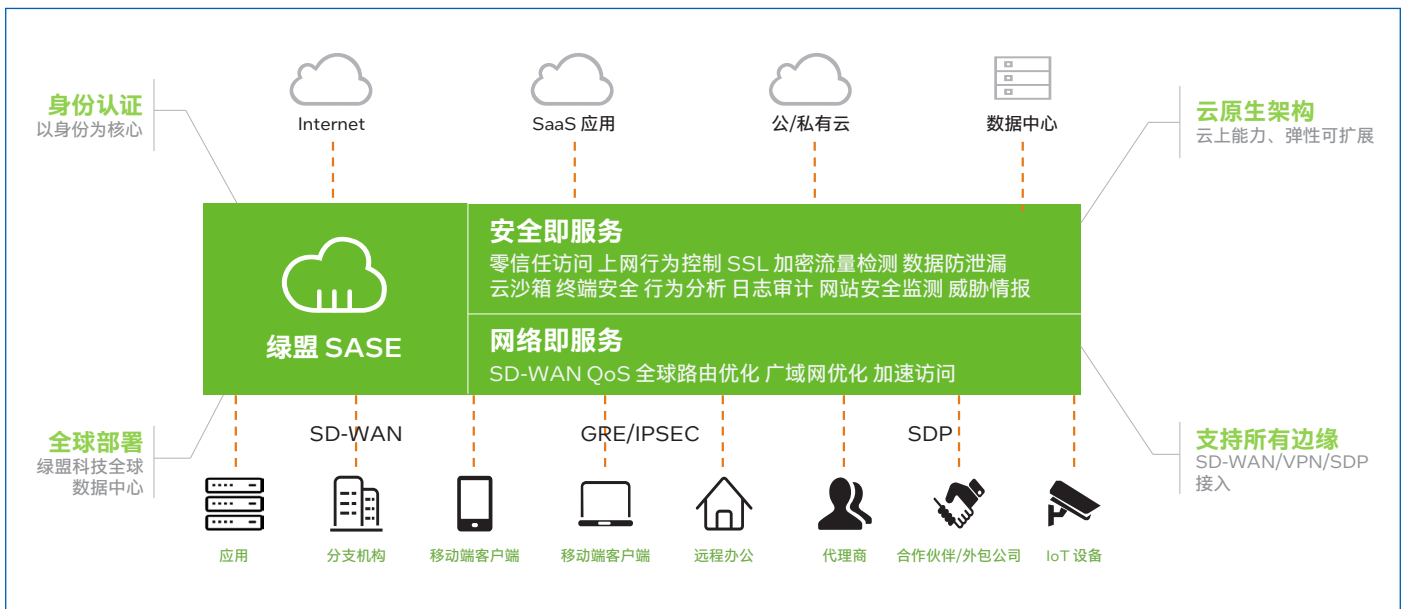 身份认证
以身份为核心
Internet
SaaS 应用
公/私有云
数据中心
云原生架构
云上能力、弹性可扩展
绿盟 SASE
安全即服务
零信任访问 上网行为控制 SSL 加密流量检测 数据防泄漏
云沙箱 终端安全 行为分析 日志审计 网站安全监测 威胁情报
网络即服务
SD-WAN QoS 全球路由优化 广域网优化 加速访问
全球部署
绿盟科技全球
数据中心
SD-WAN
GRE/IPSEC
SDP
支持所有边缘
SD-WAN/VPN/SDP
接入
应用
分支机构
移动端客户端
移动端客户端
远程办公
代理商
合作伙伴/外包公司
IoT 设备